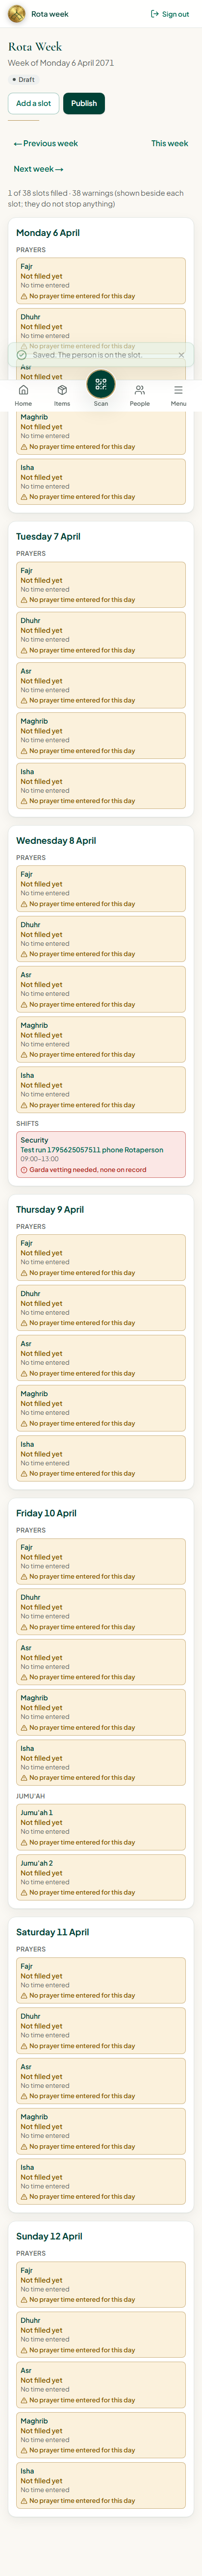 Rota week
Sign out
Rota Week
Week of Monday 6 April 2071
Draft
Add a slot
Publish
← Previous week
This week
Next week →
1 of 38 slots filled · 38 warnings (shown beside each slot; they do not stop anything)
Monday 6 April
PRAYERS
Fajr
Not filled yet
No time entered
No prayer time entered for this day
Dhuhr
Not filled yet
No time entered
No prayer time entered for this day
Saved. The person is on the slot.
Asr
Not filled yet
Home
Items
Scan
People
Menu
Maghrib
Not filled yet
No time entered
No prayer time entered for this day
Isha
Not filled yet
No time entered
No prayer time entered for this day
Tuesday 7 April
PRAYERS
Fajr
Not filled yet
No time entered
No prayer time entered for this day
Dhuhr
Not filled yet
No time entered
No prayer time entered for this day
Asr
Not filled yet
No time entered
No prayer time entered for this day
Maghrib
Not filled yet
No time entered
No prayer time entered for this day
Isha
Not filled yet
No time entered
No prayer time entered for this day
Wednesday 8 April
PRAYERS
Fajr
Not filled yet
No time entered
No prayer time entered for this day
Dhuhr
Not filled yet
No time entered
No prayer time entered for this day
Asr
Not filled yet
No time entered
No prayer time entered for this day
Maghrib
Not filled yet
No time entered
No prayer time entered for this day
Isha
Not filled yet
No time entered
No prayer time entered for this day
SHIFTS
Security
Test run 1795625057511 phone Rotaperson
09:00–13:00
Garda vetting needed, none on record
Thursday 9 April
PRAYERS
Fajr
Not filled yet
No time entered
No prayer time entered for this day
Dhuhr
Not filled yet
No time entered
No prayer time entered for this day
Asr
Not filled yet
No time entered
No prayer time entered for this day
Maghrib
Not filled yet
No time entered
No prayer time entered for this day
Isha
Not filled yet
No time entered
No prayer time entered for this day
Friday 10 April
PRAYERS
Fajr
Not filled yet
No time entered
No prayer time entered for this day
Dhuhr
Not filled yet
No time entered
No prayer time entered for this day
Asr
Not filled yet
No time entered
No prayer time entered for this day
Maghrib
Not filled yet
No time entered
No prayer time entered for this day
Isha
Not filled yet
No time entered
No prayer time entered for this day
JUMU'AH
Jumu'ah 1
Not filled yet
No time entered
No prayer time entered for this day
Jumu'ah 2
Not filled yet
No time entered
No prayer time entered for this day
Saturday 11 April
PRAYERS
Fajr
Not filled yet
No time entered
No prayer time entered for this day
Dhuhr
Not filled yet
No time entered
No prayer time entered for this day
Asr
Not filled yet
No time entered
No prayer time entered for this day
Maghrib
Not filled yet
No time entered
No prayer time entered for this day
Isha
Not filled yet
No time entered
No prayer time entered for this day
Sunday 12 April
PRAYERS
Fajr
Not filled yet
No time entered
No prayer time entered for this day
Dhuhr
Not filled yet
No time entered
No prayer time entered for this day
Asr
Not filled yet
No time entered
No prayer time entered for this day
Maghrib
Not filled yet
No time entered
No prayer time entered for this day
Isha
Not filled yet
No time entered
No prayer time entered for this day